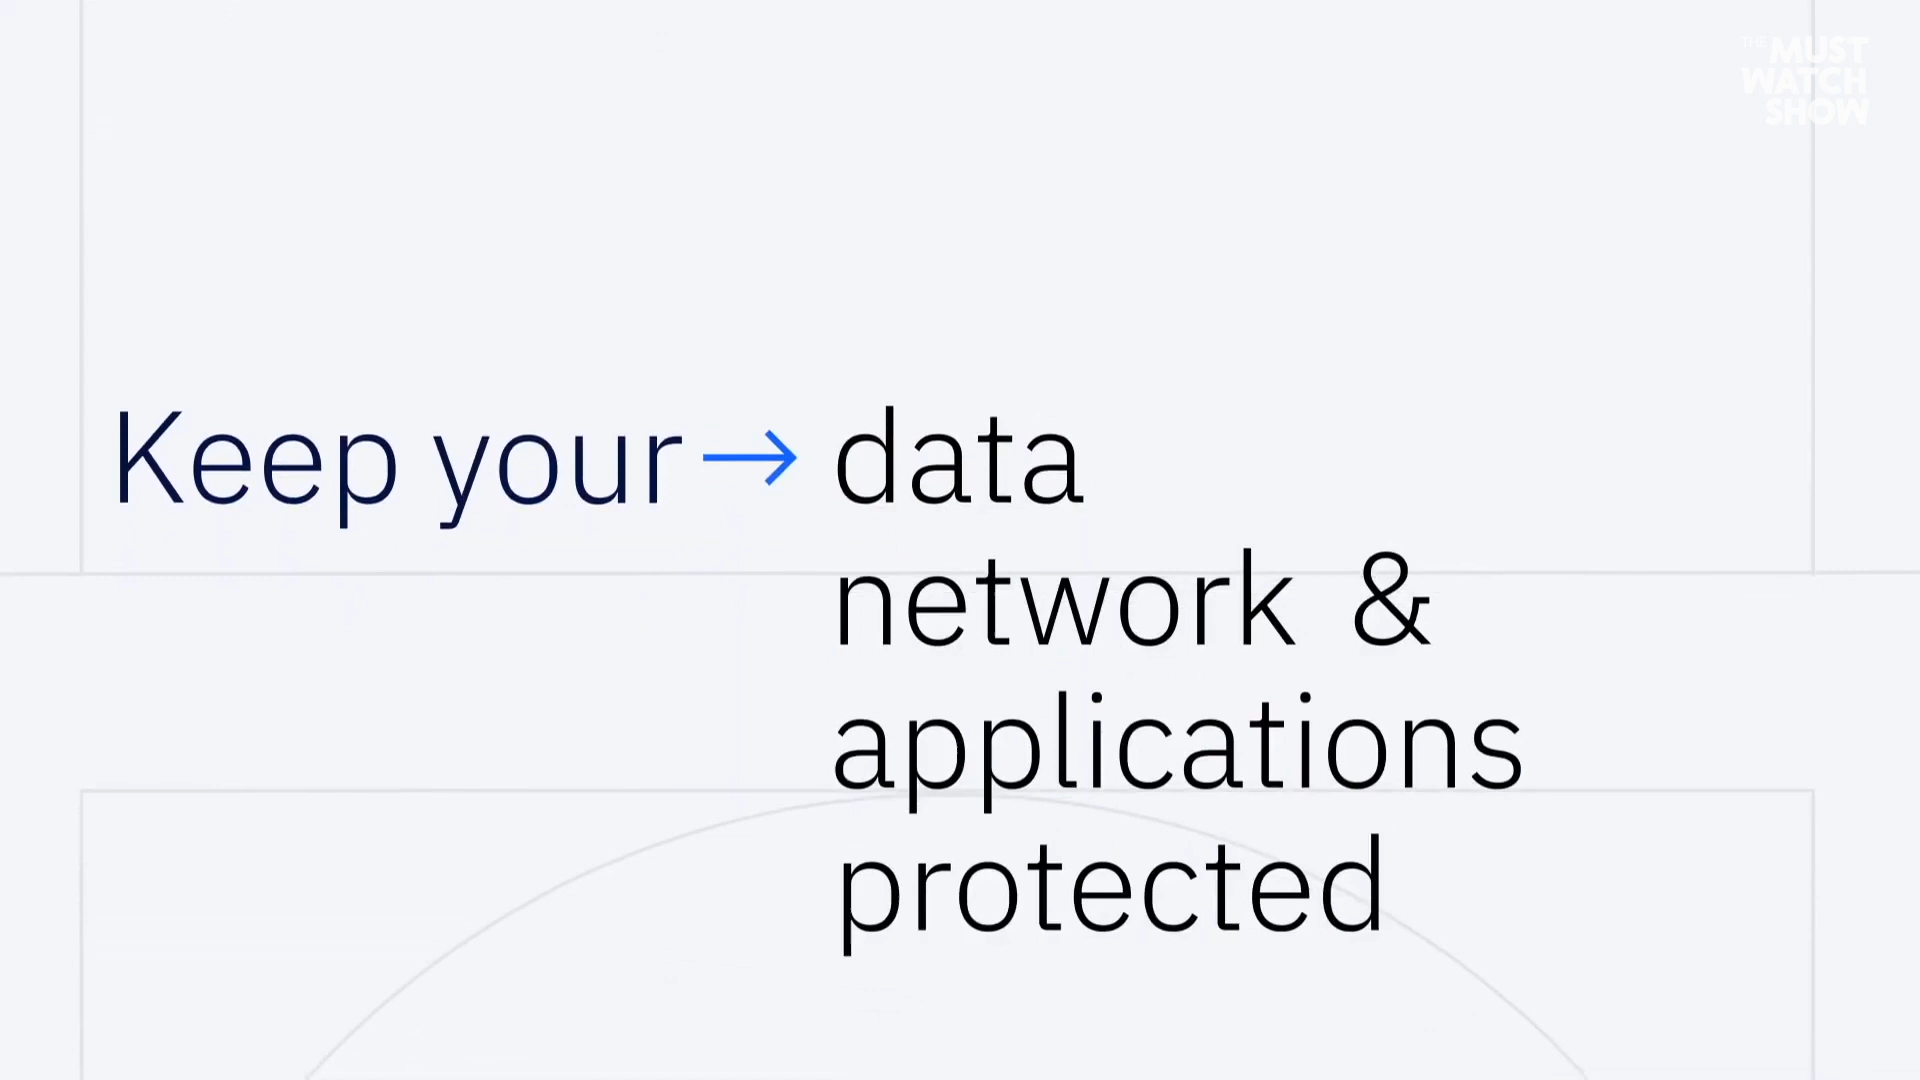 THE
MUST
WATCH
SHOW
Keep your → data
network &
applications
protected